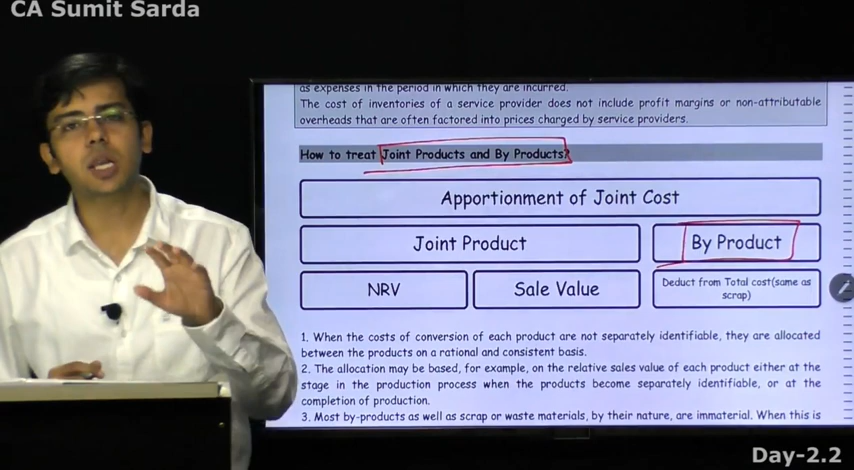 CA Sumit Sarda
as expenses in the period in which they are incurred.
The cost of inventories of a service provider does not include profit margins or non-attributable
overheads that are often factored into prices charged by service providers.
How to treat Joint Products and By Products?
Apportionment of Joint Cost
Joint Product
By Product
NRV
Sale Value
Deduct from Total cost(same as
scrap)
1. When the costs of conversion of each product are not separately identifiable, they are allocated
between the products on a rational and consistent basis.
2. The allocation may be based, for example, on the relative sales value of each product either at the
stage in the production process when the products become separately identifiable, or at the
completion of production.
3. Most by-products as well as scrap or waste materials, by their nature, are immaterial. When this is
Day-2.2